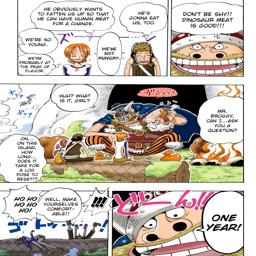 DON'T BE SHY!!
DINOSAUR
MEAT
IS GOOD!!!
HE'S
GONNA
EAT
US, TOO.
HE OBVIOUSLY WANTS
TO FATTEN US UP SO THAT
HE CAN HAVE HUMAN MEAT
FOR A CHANGE.
WE'RE SO
YOUNG.
WE'RE
NOT
HUNGRY.
WE'RE
PROBABLY AT
THE PEAK OF
FLAVOR.
MR.
BROGGY,
CAN I...ASK
YOU A
QUESTION?
HUH? WHAT
IS IT, GIRL?
ON...
ON THIS
ISLAND,
HOW
LONG...
DOES IT
TAKE FOR
A LOG
POSE TO
RESET!?
ONE
YEAR!
WELL, MAKE
YOURSELVES
COMFORT-
ABLE!!
HO HO
HO HO
HO!